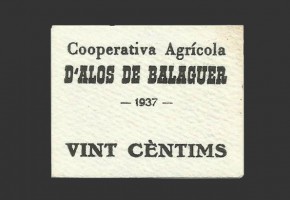 Cooperativa Agrícola
D'ALOS DE BALAGUER
— 1937 —
VINT CÈNTIMS